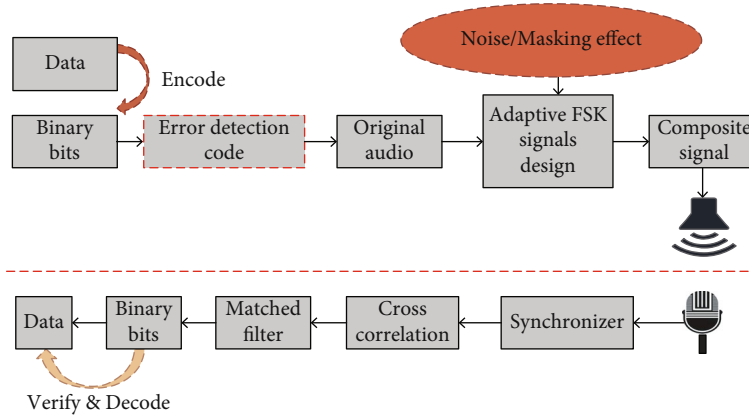 Noise/Masking effect
Data
Encode
Binary
bits
Error detection
code
Original
audio
Adaptive FSK
signals
design
Composite
signal
Data
Binary
bits
Matched
filter
Cross
correlation
Synchronizer
Verify & Decode